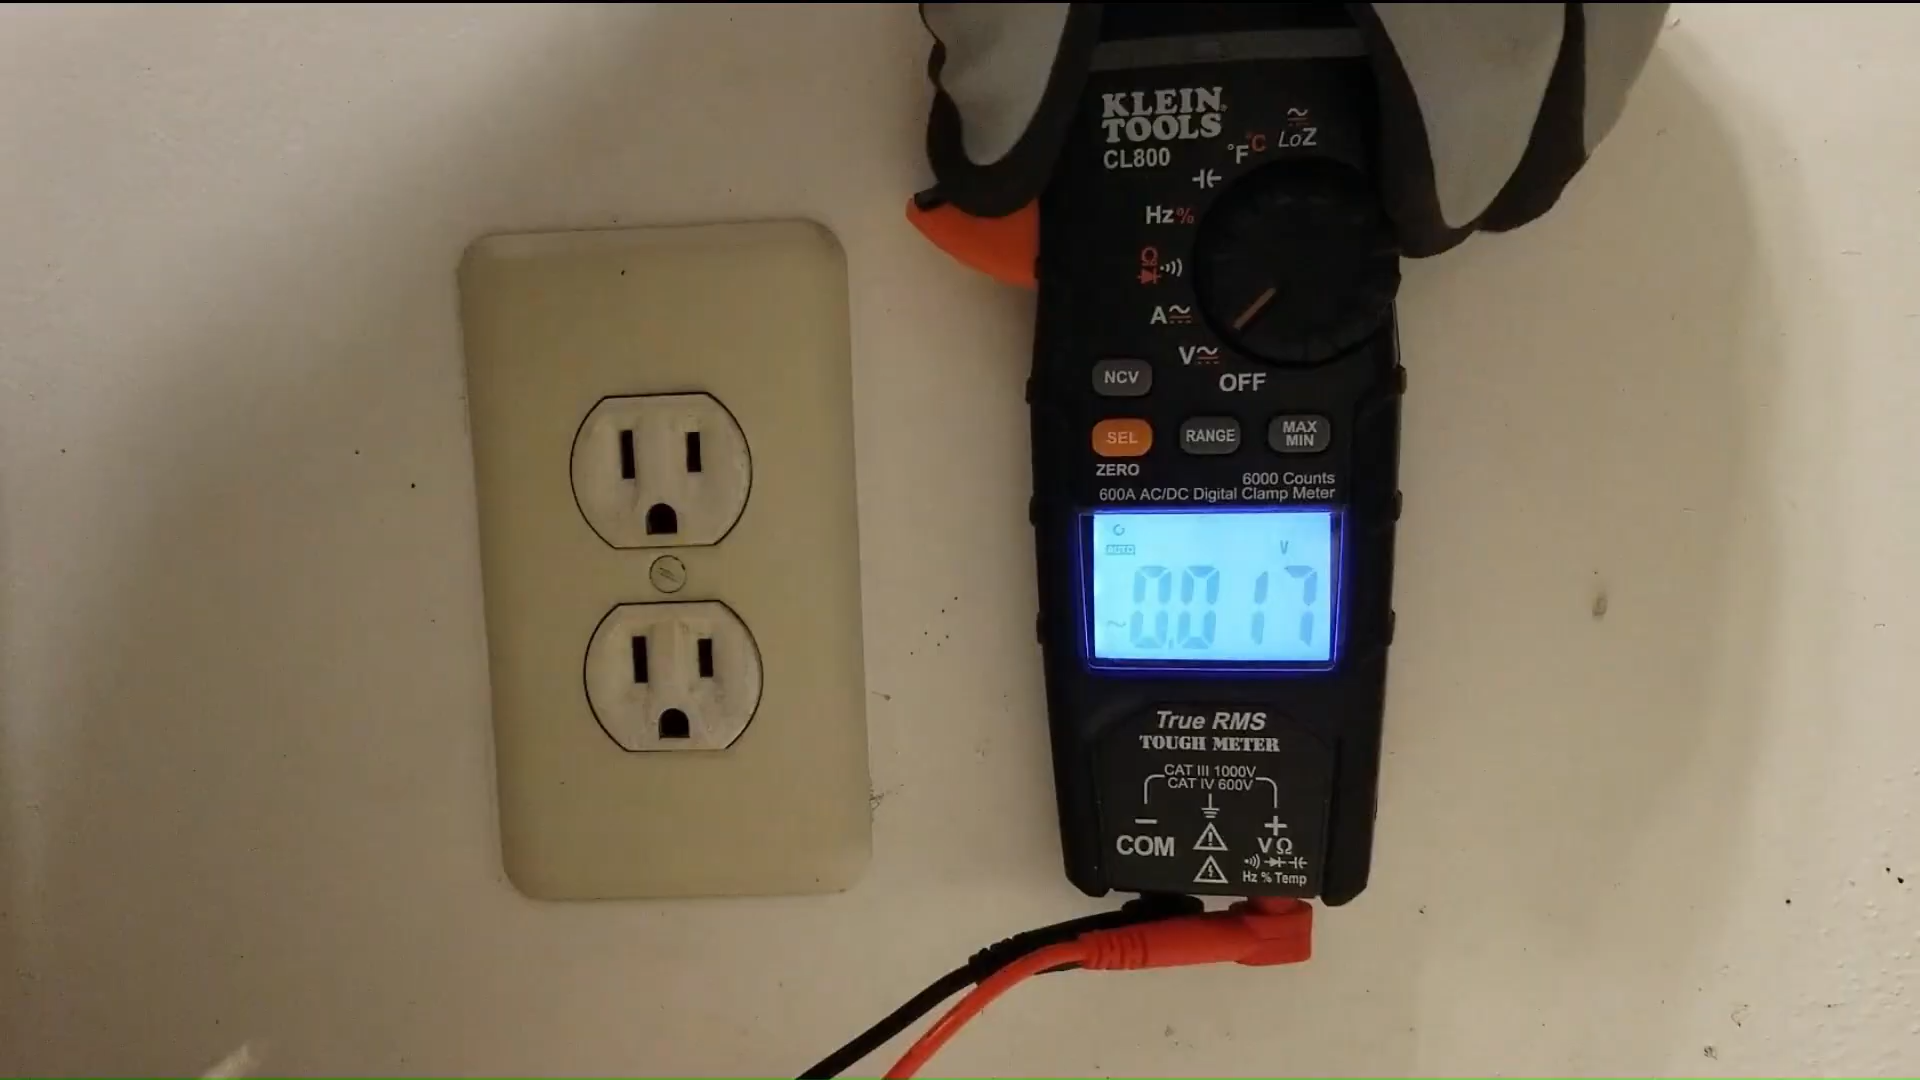 KLEIN
TOOLS
CL800
LoZ
°F°C
Hz%
Ω
A
V
OFF
NCV
SEL
RANGE
MAX
MIN
ZERO
6000 Counts
600A AC/DC Digital Clamp Meter
V
~0.017
True RMS
TOUGH METER
CAT III 1000V
CAT IV 600V
− +
COM
VΩ
Hz % Temp